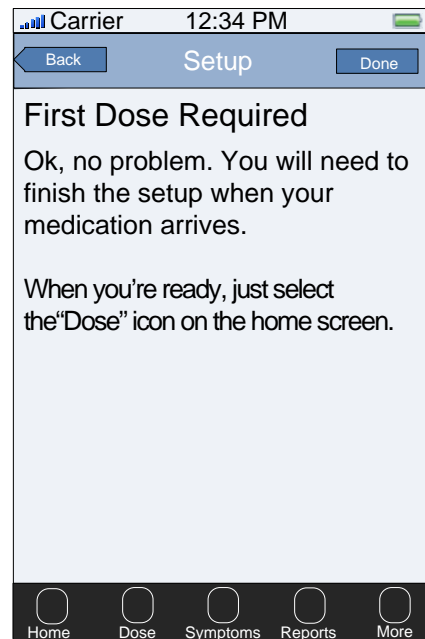 Carrier 12:34 PM
Back Setup Done
First Dose Required
Ok, no problem. You will need to
finish the setup when your
medication arrives.
When you’re ready, just select
the“Dose” icon on the home screen.
Home Dose Symptoms Reports More